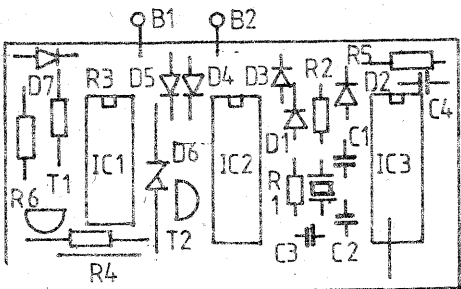 B1 B2
D7 R3 D5 D4 D3 R2 R5 D2
C4
IC1 D6 IC2 D1 C1 IC3
R6 T1 R1
T2 C3 C2
R4